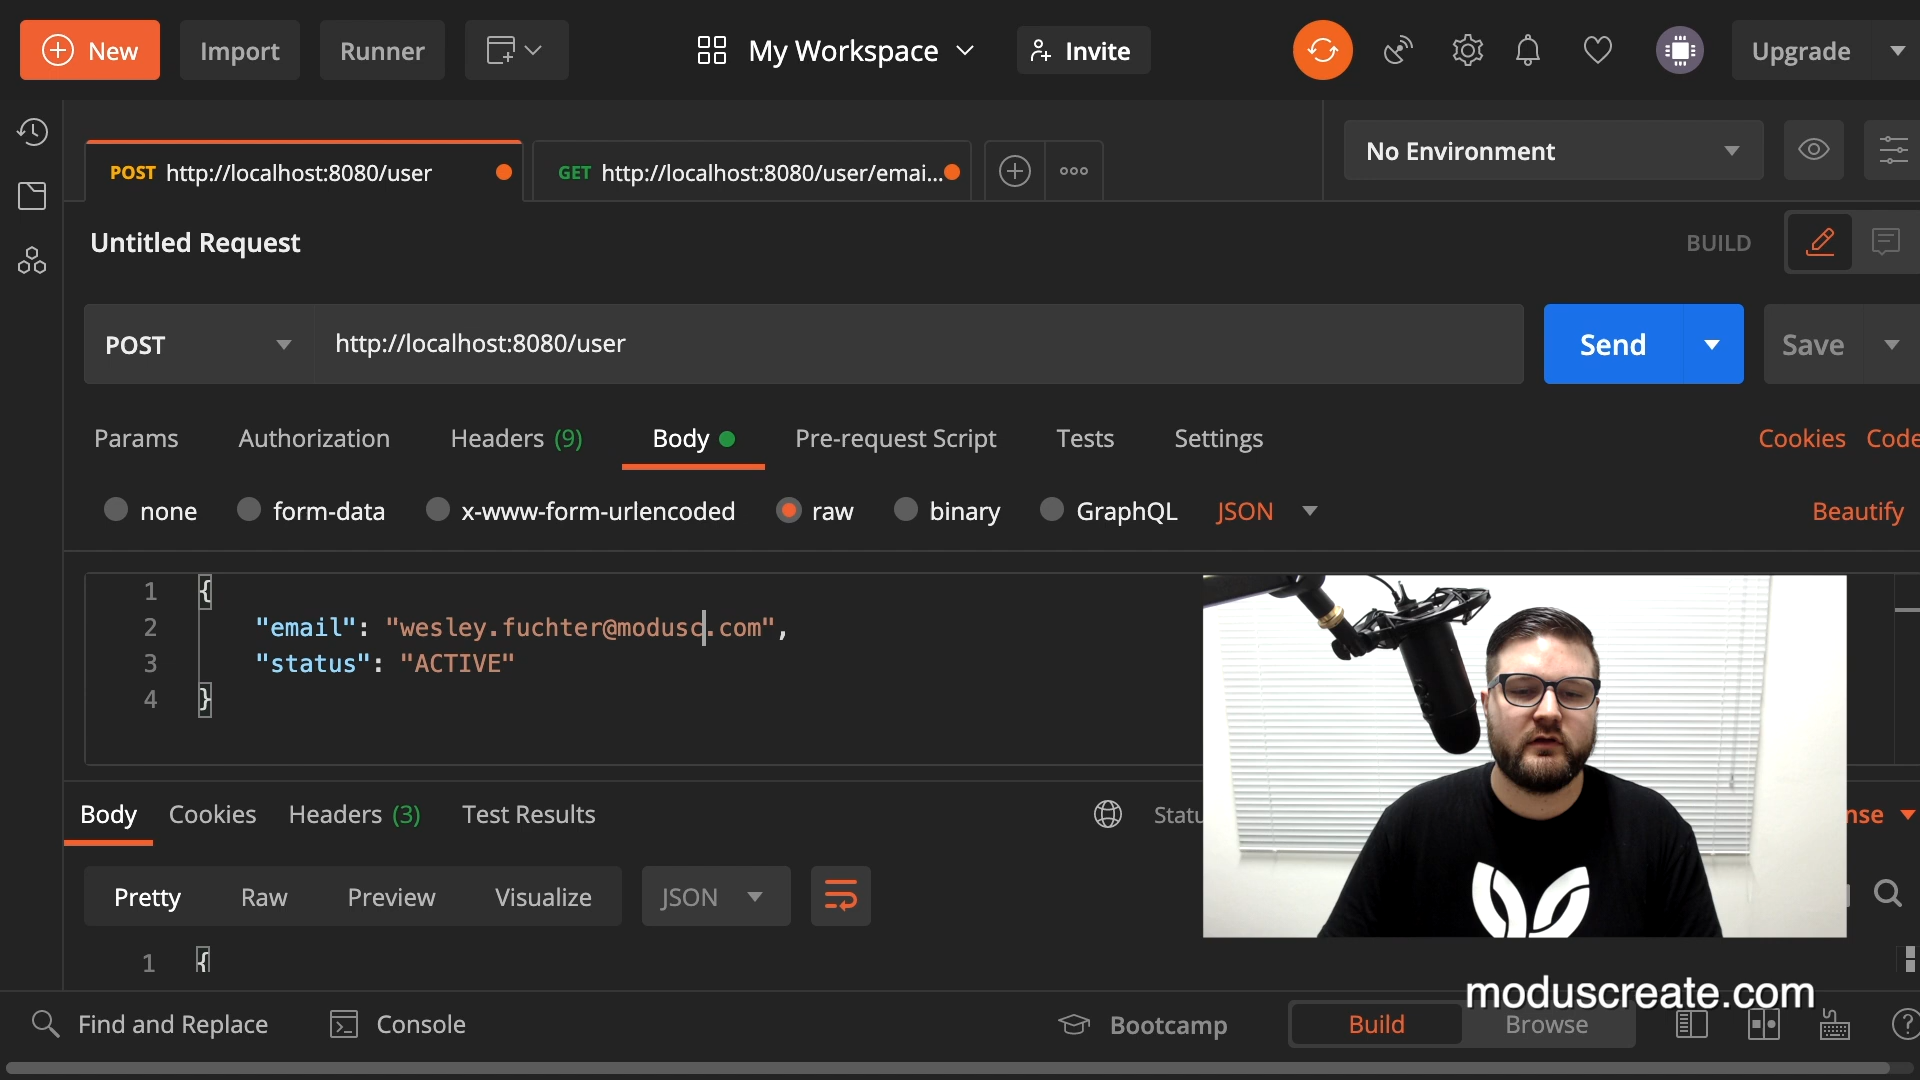 New
Import
Runner
My Workspace
Invite
Upgrade
POST http://localhost:8080/user
GET http://localhost:8080/user/emai...
No Environment
Untitled Request
BUILD
POST
http://localhost:8080/user
Send
Save
Params
Authorization
Headers (9)
Body
Pre-request Script
Tests
Settings
Cookies
Code
none
form-data
x-www-form-urlencoded
raw
binary
GraphQL
JSON
Beautify
1 {
2 "email": "wesley.fuchter@modusc.com",
3 "status": "ACTIVE"
4 }
Body
Cookies
Headers (3)
Test Results
Statu
nse
Pretty
Raw
Preview
Visualize
JSON
1 {
moduscreate.com
Find and Replace
Console
Bootcamp
Build
Browse